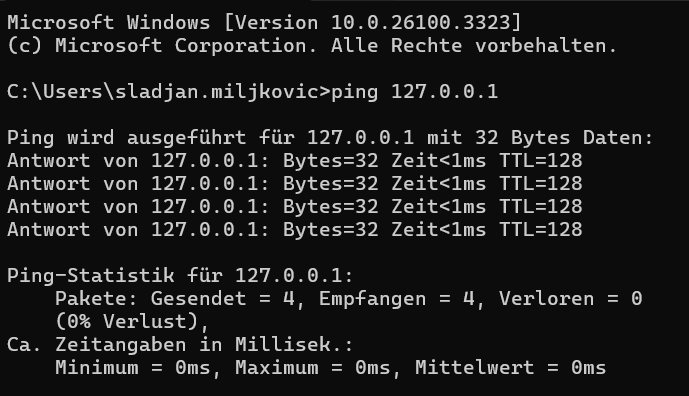 Microsoft Windows [Version 10.0.26100.3323]
(c) Microsoft Corporation. Alle Rechte vorbehalten.
C:\Users\sladjan.miljkovic>ping 127.0.0.1
Ping wird ausgeführt für 127.0.0.1 mit 32 Bytes Daten:
Antwort von 127.0.0.1: Bytes=32 Zeit<1ms TTL=128
Antwort von 127.0.0.1: Bytes=32 Zeit<1ms TTL=128
Antwort von 127.0.0.1: Bytes=32 Zeit<1ms TTL=128
Antwort von 127.0.0.1: Bytes=32 Zeit<1ms TTL=128
Ping-Statistik für 127.0.0.1:
    Pakete: Gesendet = 4, Empfangen = 4, Verloren = 0
    (0% Verlust),
Ca. Zeitangaben in Millisek.:
    Minimum = 0ms, Maximum = 0ms, Mittelwert = 0ms